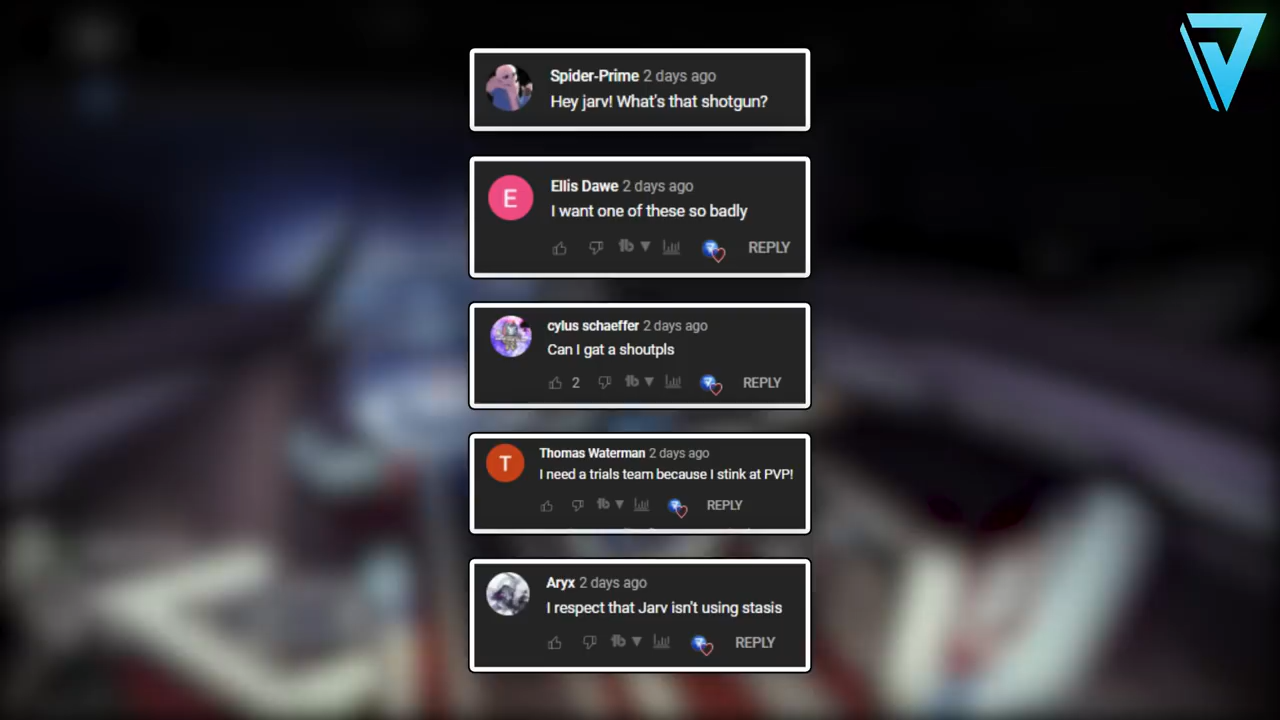 Spider-Prime 2 days ago
Hey jarv! What's that shotgun?
E
Ellis Dawe 2 days ago
I want one of these so badly
REPLY
cylus schaeffer 2 days ago
Can I gat a shoutpls
2 REPLY
T
Thomas Waterman 2 days ago
I need a trials team because I stink at PVP!
REPLY
Aryx 2 days ago
I respect that Jarv isn't using stasis
REPLY